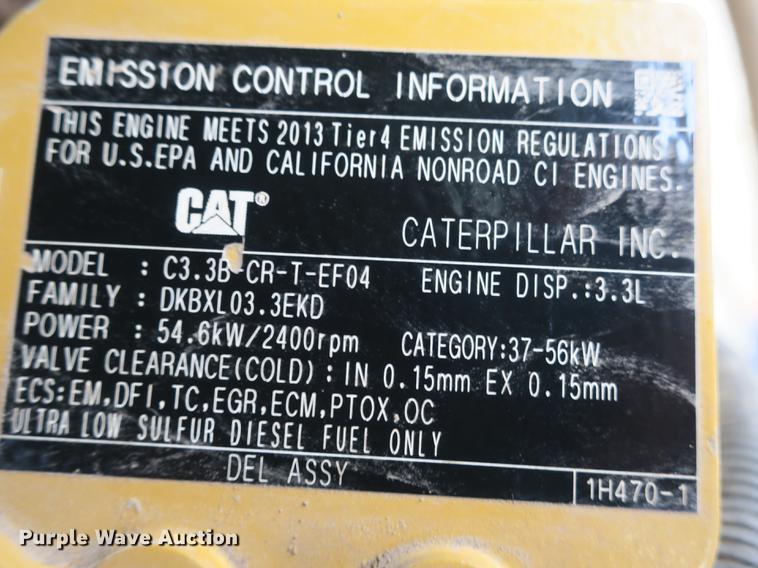 EMISSION CONTROL INFORMATION
THIS ENGINE MEETS 2013 Tier4 EMISSION REGULATIONS
FOR U.S.EPA AND CALIFORNIA NONROAD CI ENGINES.
CAT® CATERPILLAR INC.
MODEL : C3.3B-CR-T-EF04 ENGINE DISP.:3.3L
FAMILY : DKBXL03.3EKD
POWER : 54.6kW/2400rpm CATEGORY:37-56kW
VALVE CLEARANCE(COLD) : IN 0.15mm EX 0.15mm
ECS:EM,DFI,TC,EGR,ECM,PTOX,OC
ULTRA LOW SULFUR DIESEL FUEL ONLY
DEL ASSY 1H470-1
Purple Wave Auction